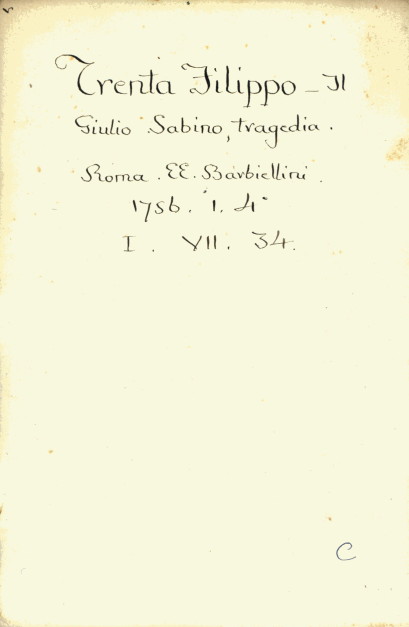 Trenta Filippo - Il
Giulio Sabino, tragedia.
Roma. EE. Barbiellini.
1756. 1. 4°
I. VII. 34.
C